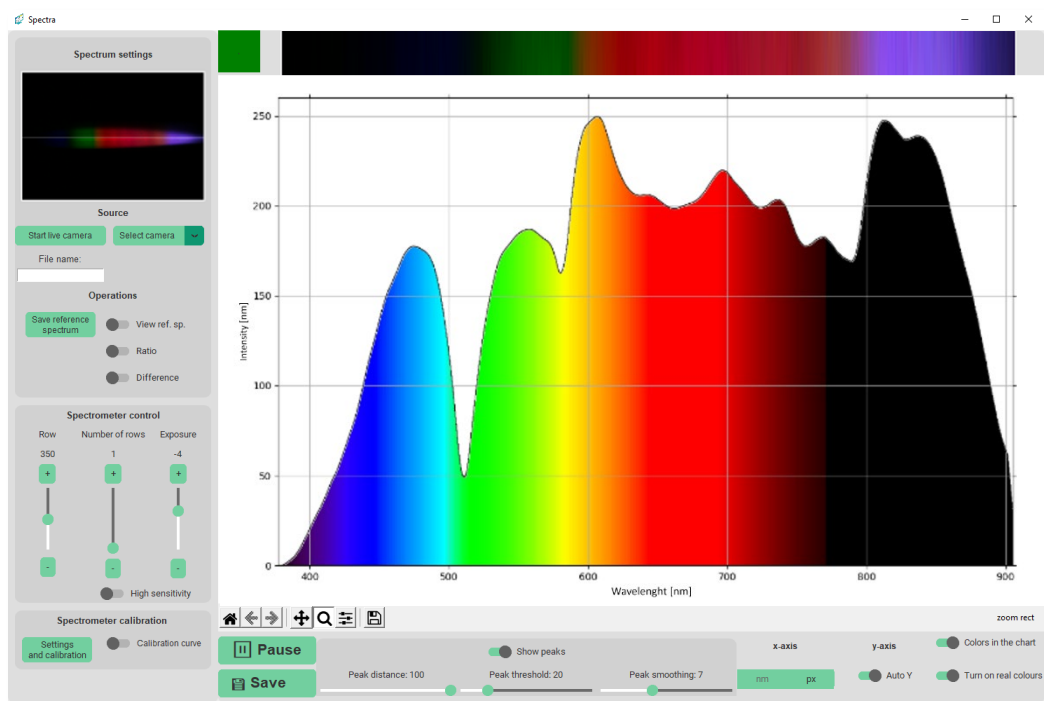 Spectra
Spectrum settings
Source
Start live camera
Select camera
File name:
Operations
Save reference
spectrum
View ref. sp.
Ratio
Difference
Spectrometer control
Row
Number of rows
Exposure
350
1
-4
+
+
+
-
-
-
High sensitivity
Spectrometer calibration
Settings
and calibration
Calibration curve
Intensity [nm]
250
200
150
100
50
0
400
500
600
700
800
900
Wavelenght [nm]
zoom rect
Pause
Save
Show peaks
Peak distance: 100
Peak threshold: 20
Peak smoothing: 7
x-axis
nm
px
y-axis
Auto Y
Colors in the chart
Turn on real colours